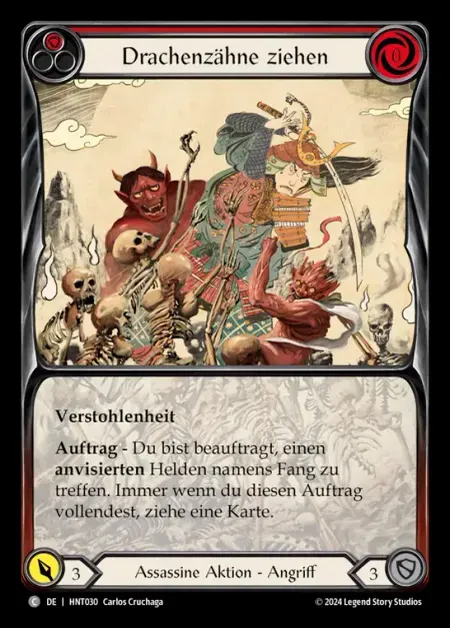 Drachenzähne ziehen
0
Verstohlenheit
Auftrag - Du bist beauftragt, einen
anvisierten Helden namens Fang zu
treffen. Immer wenn du diesen Auftrag
vollendest, ziehe eine Karte.
3
Assassine Aktion - Angriff
3
C DE | HNT030 Carlos Cruchaga
© 2024 Legend Story Studios